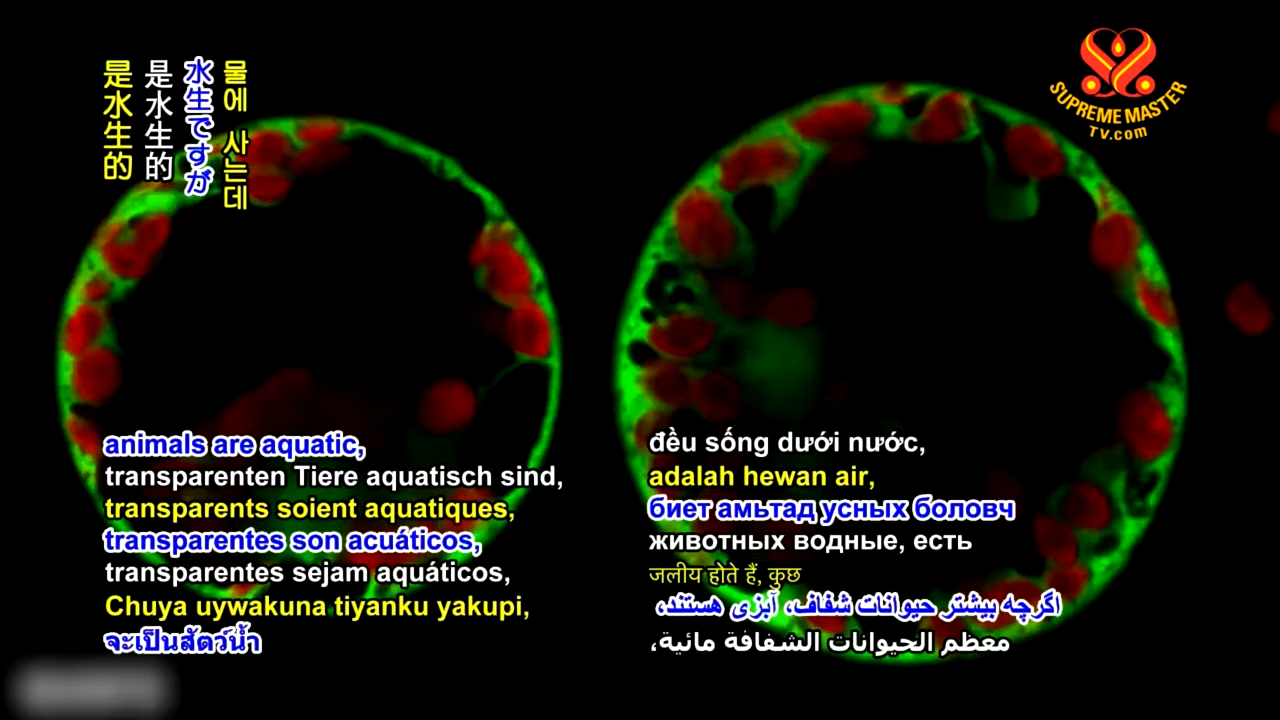 是水生的
是水生的
水生ですが
물에 사는데
SUPREME MASTER
TV.com
animals are aquatic,
transparenten Tiere aquatisch sind,
transparents soient aquatiques,
transparentes son acuáticos,
transparentes sejam aquáticos,
Chuya uywakuna tiyanku yakupi,
จะเป็นสัตว์น้ำ
đều sống dưới nước,
adalah hewan air,
биет амьтад усных боловч
животных водные, есть
जलीय होते हैं, कुछ
اگرچه بیشتر حیوانات شفاف، آبزی هستند،
معظم الحيوانات الشفافة مائية،